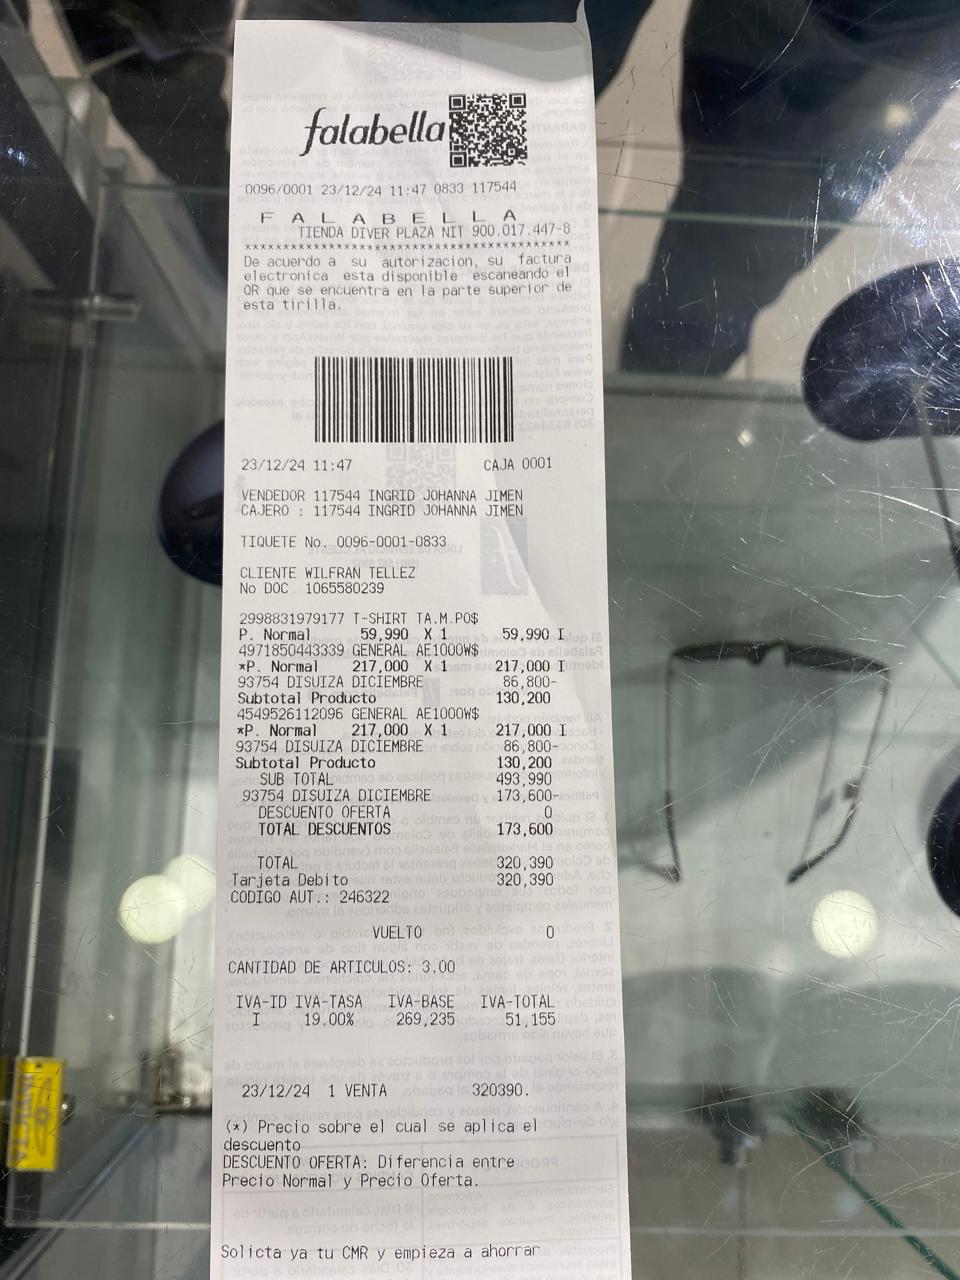 falabella
0096/0001 23/12/24 11:47 0833 117544
F A L A B E L L A
TIENDA DIVER PLAZA NIT 900.017.447-8
******************************************
De acuerdo a su autorizacion, su factura
electronica esta disponible escaneando el
QR que se encuentra en la parte superior de
esta tirilla.
23/12/24 11:47 CAJA 0001
VENDEDOR 117544 INGRID JOHANNA JIMEN
CAJERO : 117544 INGRID JOHANNA JIMEN
TIQUETE No. 0096-0001-0833
CLIENTE WILFRAN TELLEZ
No DOC 1065580239
2998831979177 T-SHIRT TA.M.PO$
P. Normal 59,990 X 1 59,990 I
4971850443339 GENERAL AE1000W$
*P. Normal 217,000 X 1 217,000 I
93754 DISUIZA DICIEMBRE 86,800-
Subtotal Producto 130,200
4549526112096 GENERAL AE1000W$
*P. Normal 217,000 X 1 217,000 I
93754 DISUIZA DICIEMBRE 86,800-
Subtotal Producto 130,200
SUB TOTAL 493,990
93754 DISUIZA DICIEMBRE 173,600-
DESCUENTO OFERTA 0
TOTAL DESCUENTOS 173,600
TOTAL 320,390
Tarjeta Debito 320,390
CODIGO AUT.: 246322
VUELTO 0
CANTIDAD DE ARTICULOS: 3.00
IVA-ID IVA-TASA IVA-BASE IVA-TOTAL
I 19.00% 269,235 51,155
23/12/24 1 VENTA 320390.
(*) Precio sobre el cual se aplica el
descuento
DESCUENTO OFERTA: Diferencia entre
Precio Normal y Precio Oferta.
Solicta ya tu CMR y empieza a ahorrar